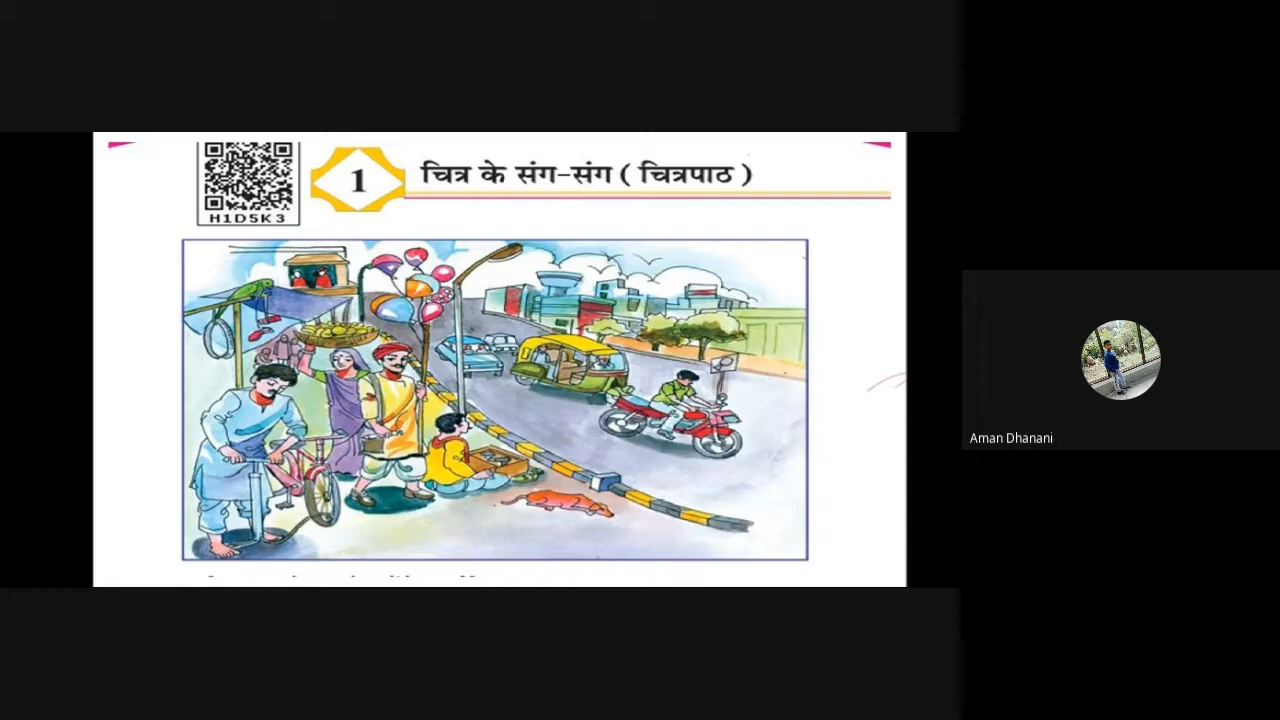 H1D5K3
1
चित्र के संग-संग ( चित्रपाठ )
Aman Dhanani